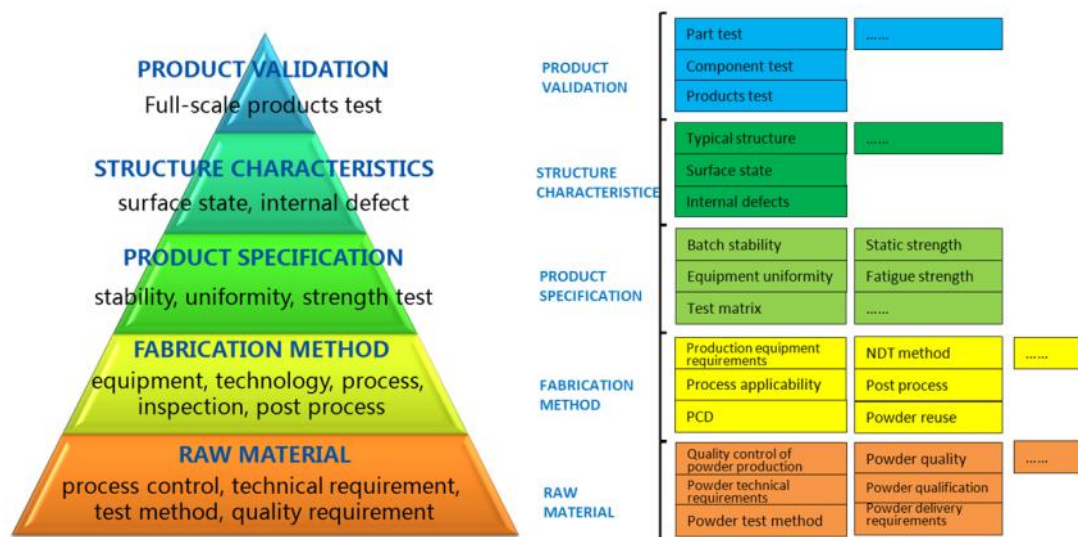 PRODUCT VALIDATION
Full-scale products test
STRUCTURE CHARACTERISTICS
surface state, internal defect
PRODUCT SPECIFICATION
stability, uniformity, strength test
FABRICATION METHOD
equipment, technology, process,
inspection, post process
RAW MATERIAL
process control, technical requirement,
test method, quality requirement
PRODUCT
VALIDATION
Part test
......
Component test
Products test
STRUCTURE
CHARACTERISTICE
Typical structure
......
Surface state
Internal defects
PRODUCT
SPECIFICATION
Batch stability
Static strength
Equipment uniformity
Fatigue strength
Test matrix
......
FABRICATION
METHOD
Production equipment
requirements
NDT method
......
Process applicability
Post process
PCD
Powder reuse
RAW
MATERIAL
Quality control of
powder production
Powder quality
......
Powder technical
requirements
Powder qualification
Powder test method
Powder delivery
requirements